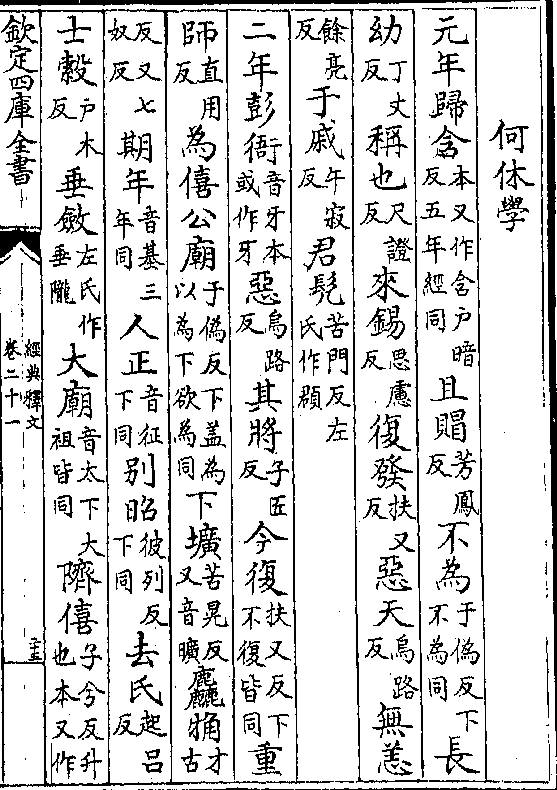 何休學
元年歸含本又作含戶暗反五年經同且賵芳鳳反不為于偽反下不為同長
幼丁丈反稱也尺證反來錫思慮反復發扶又反惡天烏路反無恙
餘亮反于戚午寂反君髡苦門反左氏作頵
二年彭衙音牙本或作牙惡烏路反其將子匠反今復扶又反下不復皆同重
師直用反為僖公廟于偽反下盖為以為下欲為同下壙苦晃反又音曠麤觕才古
反又七奴反期年音基三年同人正音征下同別昭彼列反下同去氏起呂反
士縠戶木反垂斂左氏作垂隴大廟音太下大祖皆同隮僖子兮反升也本又作
欽定四庫全書
經典釋文
卷二十一